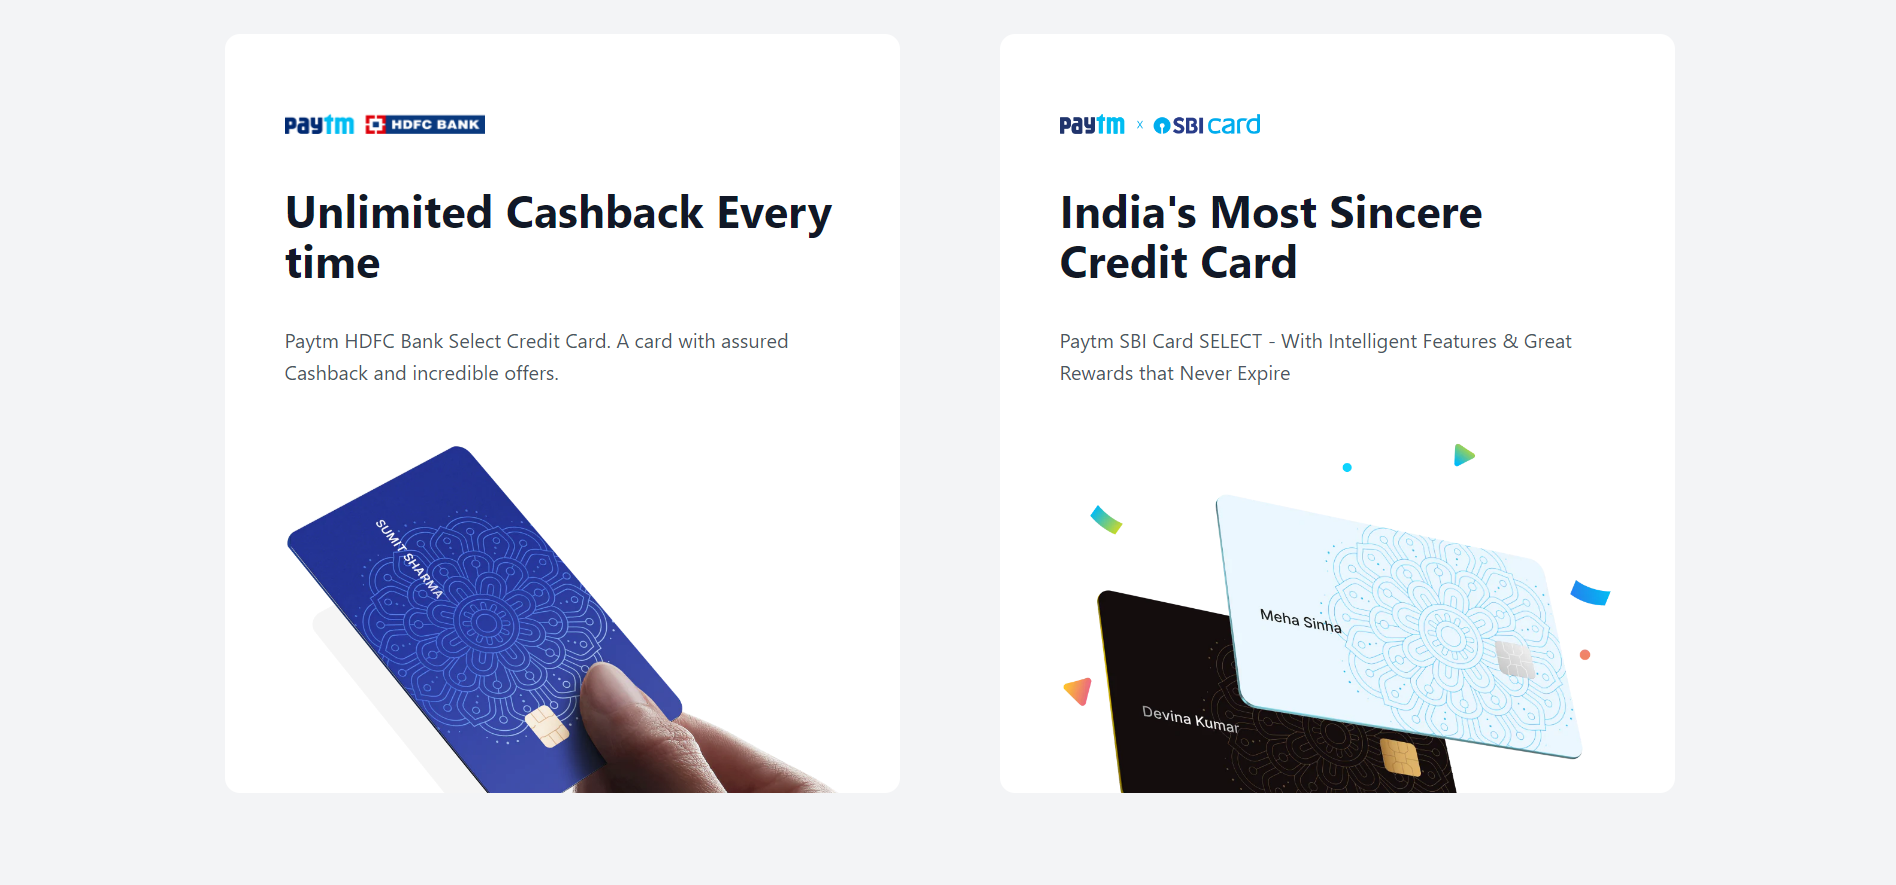 paytm HDFC BANK
Unlimited Cashback Every
time
Paytm HDFC Bank Select Credit Card. A card with assured
Cashback and incredible offers.
SUMIT SHARMA
paytm x SBI card
India's Most Sincere
Credit Card
Paytm SBI Card SELECT - With Intelligent Features & Great
Rewards that Never Expire
Meha Sinha
Devina Kumar